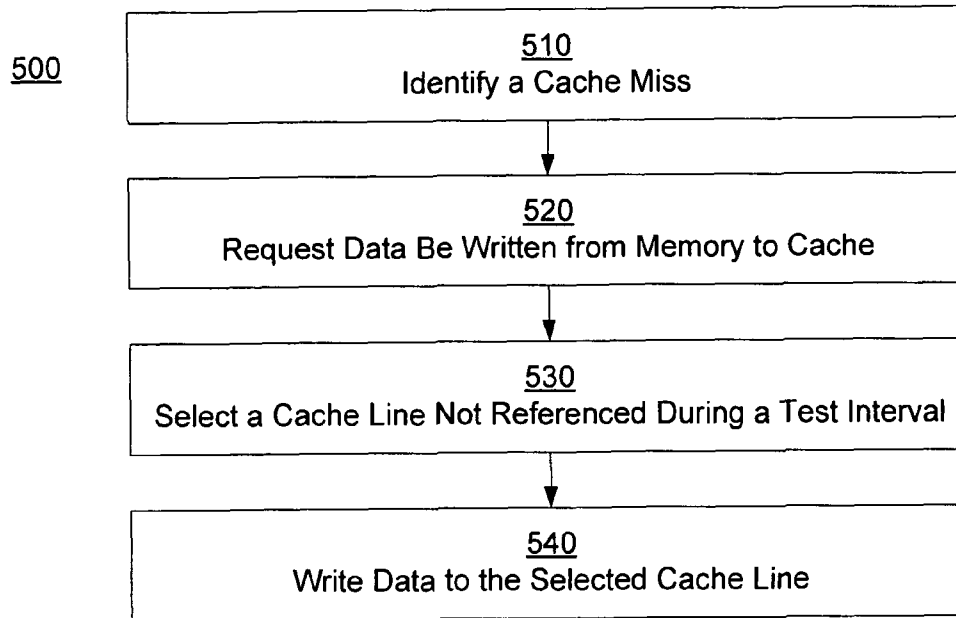 500
510
Identify a Cache Miss
520
Request Data Be Written from Memory to Cache
530
Select a Cache Line Not Referenced During a Test Interval
540
Write Data to the Selected Cache Line